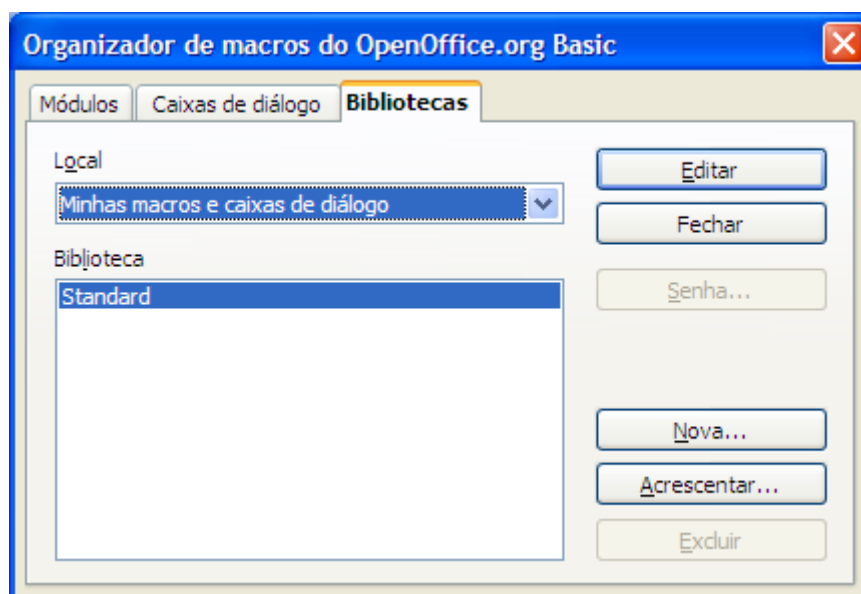 Organizador de macros do OpenOffice.org Basic
Módulos Caixas de diálogo Bibliotecas
Local
Minhas macros e caixas de diálogo
Biblioteca
Standard
Editar
Fechar
Senha...
Nova...
Acrescentar...
Excluir